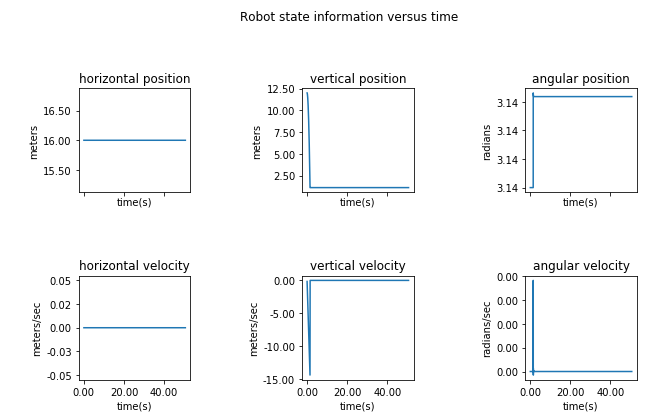 Robot state information versus time
horizontal position
16.50
16.00
15.50
meters
time(s)
vertical position
12.50
10.00
7.50
5.00
2.50
meters
time(s)
angular position
3.14
3.14
3.14
3.14
radians
time(s)
horizontal velocity
0.05
0.02
0.00
-0.03
-0.05
meters/sec
0.00 20.00 40.00
time(s)
vertical velocity
0.00
-5.00
-10.00
-15.00
meters/sec
0.00 20.00 40.00
time(s)
angular velocity
0.00
0.00
0.00
0.00
0.00
radians/sec
0.00 20.00 40.00
time(s)